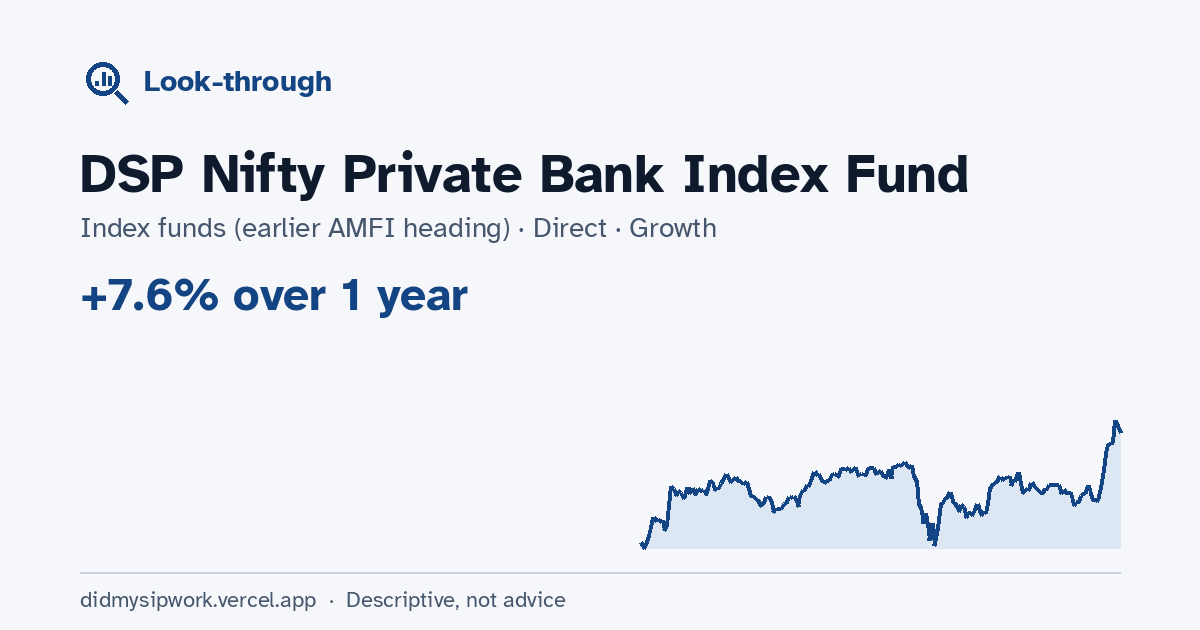 Look-through
DSP Nifty Private Bank Index Fund
Index funds (earlier AMFI heading) · Direct · Growth
+7.6% over 1 year
didmysipwork.vercel.app · Descriptive, not advice